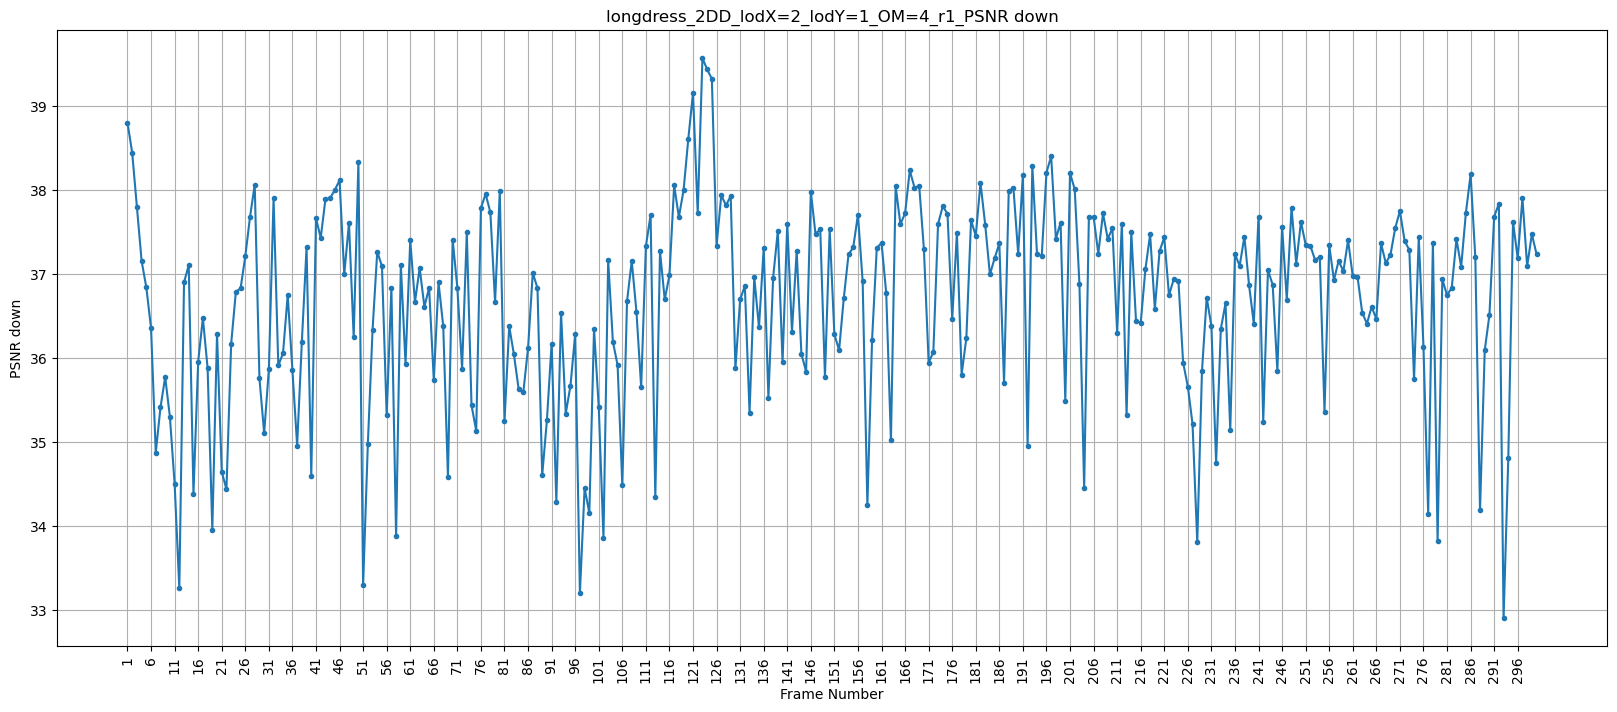 longdress_2DD_lodX=2_lodY=1_OM=4_r1_PSNR down
39
38
37
36
35
34
33
PSNR down
1 6 11 16 21 26 31 36 41 46 51 56 61 66 71 76 81 86 91 96 101 106 111 116 121 126 131 136 141 146 151 156 161 166 171 176 181 186 191 196 201 206 211 216 221 226 231 236 241 246 251 256 261 266 271 276 281 286 291 296
Frame Number